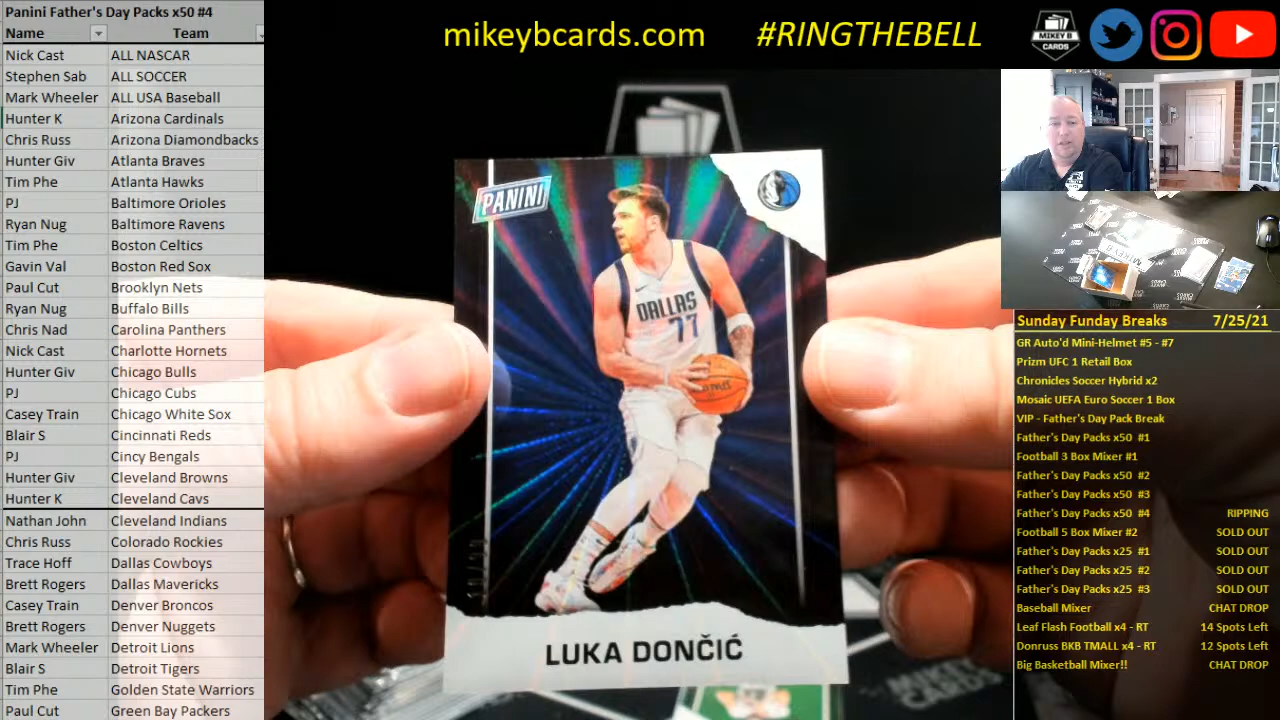 Panini Father's Day Packs x50 #4
Name Team
Nick Cast ALL NASCAR
Stephen Sab ALL SOCCER
Mark Wheeler ALL USA Baseball
Hunter K Arizona Cardinals
Chris Russ Arizona Diamondbacks
Hunter Giv Atlanta Braves
Tim Phe Atlanta Hawks
PJ Baltimore Orioles
Ryan Nug Baltimore Ravens
Tim Phe Boston Celtics
Gavin Val Boston Red Sox
Paul Cut Brooklyn Nets
Ryan Nug Buffalo Bills
Chris Nad Carolina Panthers
Nick Cast Charlotte Hornets
Hunter Giv Chicago Bulls
PJ Chicago Cubs
Casey Train Chicago White Sox
Blair S Cincinnati Reds
PJ Cincy Bengals
Hunter Giv Cleveland Browns
Hunter K Cleveland Cavs
Nathan John Cleveland Indians
Chris Russ Colorado Rockies
Trace Hoff Dallas Cowboys
Brett Rogers Dallas Mavericks
Casey Train Denver Broncos
Brett Rogers Denver Nuggets
Mark Wheeler Detroit Lions
Blair S Detroit Tigers
Tim Phe Golden State Warriors
Paul Cut Green Bay Packers
mikeybcards.com #RINGTHEBELL
MIKEY B
CARDS
PANINI
DALLAS
77
LUKA DONČIĆ
MIKEY B
CARDS
Sunday Funday Breaks 7/25/21
GR Auto'd Mini-Helmet #5 - #7
Prizm UFC 1 Retail Box
Chronicles Soccer Hybrid x2
Mosaic UEFA Euro Soccer 1 Box
VIP - Father's Day Pack Break
Father's Day Packs x50 #1
Football 3 Box Mixer #1
Father's Day Packs x50 #2
Father's Day Packs x50 #3
Father's Day Packs x50 #4 RIPPING
Football 5 Box Mixer #2 SOLD OUT
Father's Day Packs x25 #1 SOLD OUT
Father's Day Packs x25 #2 SOLD OUT
Father's Day Packs x25 #3 SOLD OUT
Baseball Mixer CHAT DROP
Leaf Flash Football x4 - RT 14 Spots Left
Donruss BKB TMALL x4 - RT 12 Spots Left
Big Basketball Mixer!! CHAT DROP